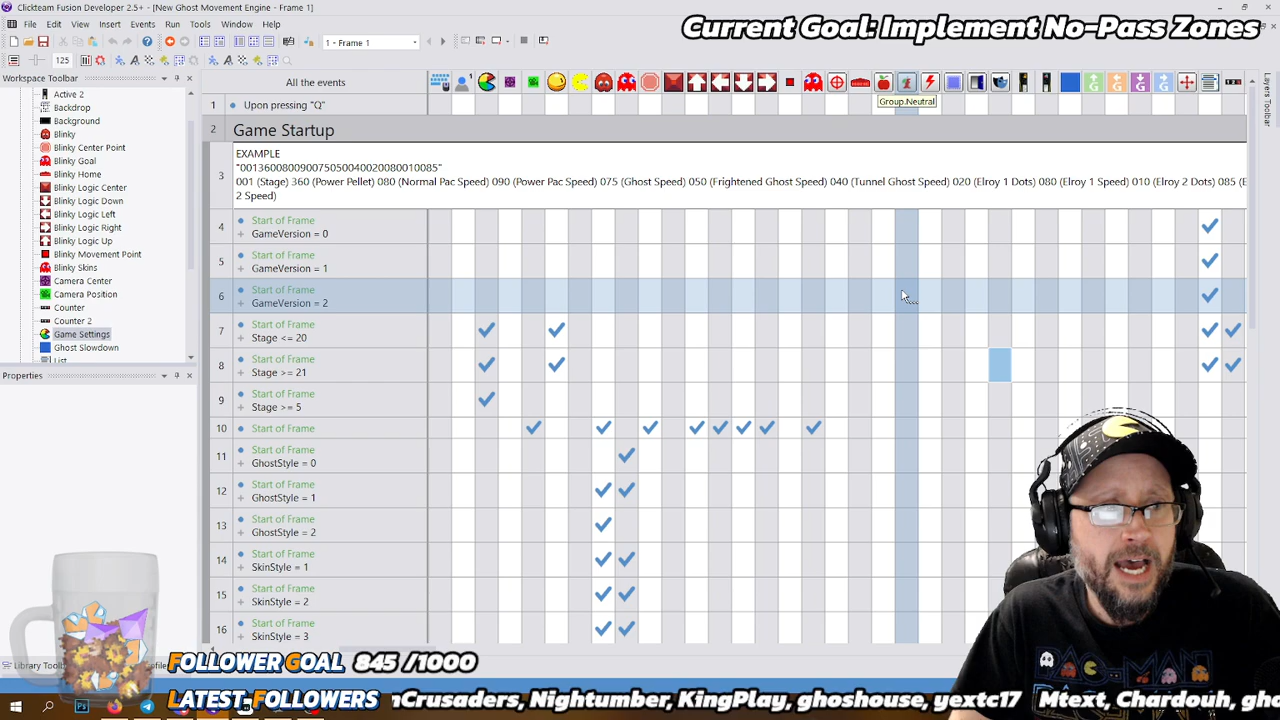 Clickteam Fusion Developer 2.5+ - [New Ghost Movement Engine - Frame 1]
File Edit View Insert Events Run Tools Window Help
Current Goal: Implement No-Pass Zones
1 - Frame 1
125
Workspace Toolbar
Active 2
Backdrop
Background
Blinky
Blinky Center Point
Blinky Goal
Blinky Home
Blinky Logic Center
Blinky Logic Down
Blinky Logic Left
Blinky Logic Right
Blinky Logic Up
Blinky Movement Point
Blinky Skins
Camera Center
Camera Position
Counter
Counter 2
Game Settings
Ghost Slowdown
List
Properties
All the events
Group.Neutral
Layers Toolbar
1 Upon pressing "Q"
2 Game Startup
3 EXAMPLE
"001360080090075050040020080010085"
001 (Stage) 360 (Power Pellet) 080 (Normal Pac Speed) 090 (Power Pac Speed) 075 (Ghost Speed) 050 (Frightened Ghost Speed) 040 (Tunnel Ghost Speed) 020 (Elroy 1 Dots) 080 (Elroy 1 Speed) 010 (Elroy 2 Dots) 085 (E
2 Speed)
4 Start of Frame
+ GameVersion = 0
5 Start of Frame
+ GameVersion = 1
6 Start of Frame
+ GameVersion = 2
7 Start of Frame
+ Stage <= 20
8 Start of Frame
+ Stage >= 21
9 Start of Frame
+ Stage >= 5
10 Start of Frame
11 Start of Frame
+ GhostStyle = 0
12 Start of Frame
+ GhostStyle = 1
13 Start of Frame
+ GhostStyle = 2
14 Start of Frame
+ SkinStyle = 1
15 Start of Frame
+ SkinStyle = 2
16 Start of Frame
+ SkinStyle = 3
Library
Follower Goal 845 /1000
Latest Followers nCrusaders, Nightumber, KingPlay, ghoshouse, yextc17 Mtext, Chardouh, gho
PAC-MAN